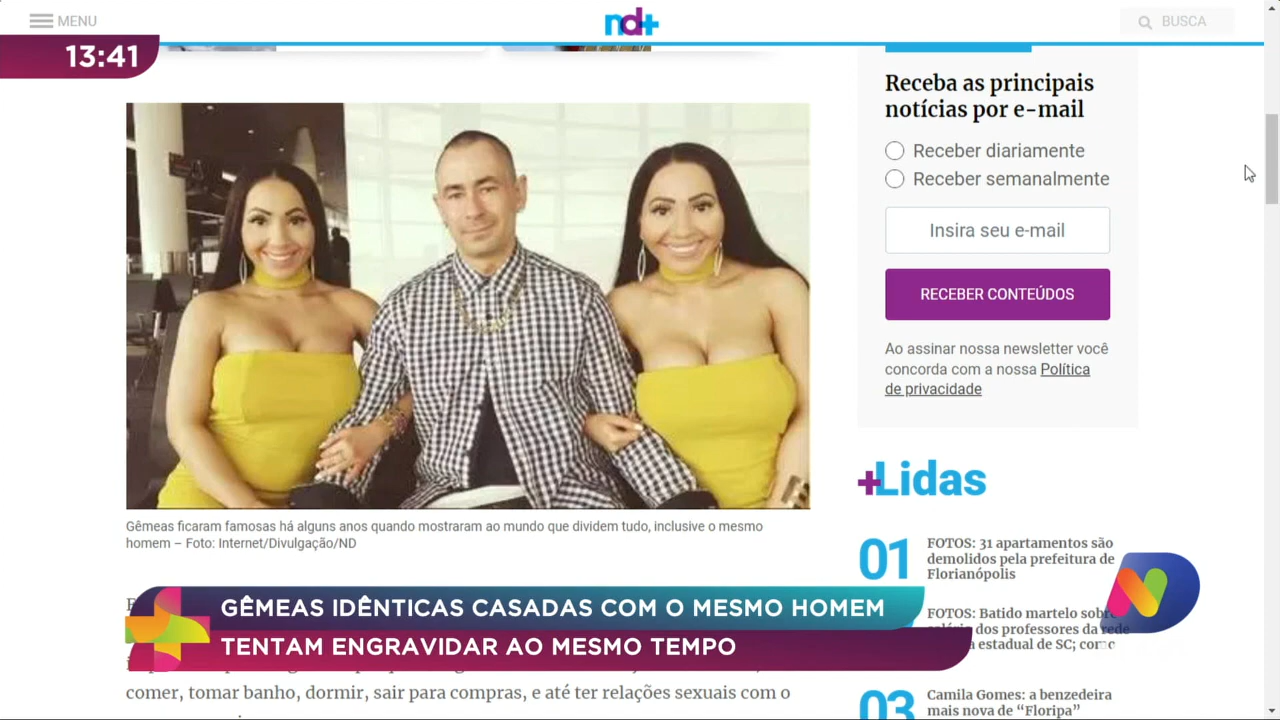 MENU
nd+
BUSCA
13:41
Receba as principais
notícias por e-mail
Receber diariamente
Receber semanalmente
Insira seu e-mail
RECEBER CONTEÚDOS
Ao assinar nossa newsletter você
concorda com a nossa Política
de privacidade
Gêmeas ficaram famosas há alguns anos quando mostraram ao mundo que dividem tudo, inclusive o mesmo
homem – Foto: Internet/Divulgação/ND
+Lidas
01
FOTOS: 31 apartamentos são
demolidos pela prefeitura de
Florianópolis
FOTOS: Batido martelo sobre
dos professores da rede
estadual de SC;
GÊMEAS IDÊNTICAS CASADAS COM O MESMO HOMEM
TENTAM ENGRAVIDAR AO MESMO TEMPO
comer, tomar banho, dormir, sair para compras, e até ter relações sexuais com o
03
Camila Gomes: a benzedeira
mais nova de “Floripa”